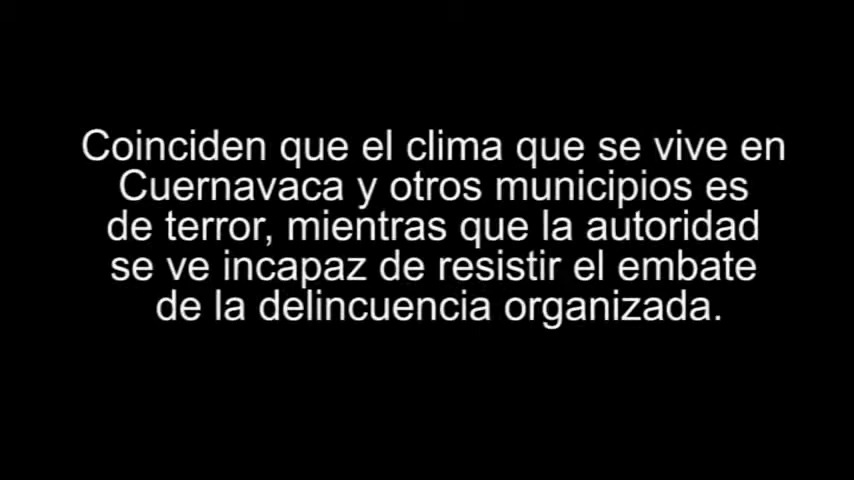 Coinciden que el clima que se vive en
Cuernavaca y otros municipios es
de terror, mientras que la autoridad
se ve incapaz de resistir el embate
de la delincuencia organizada.